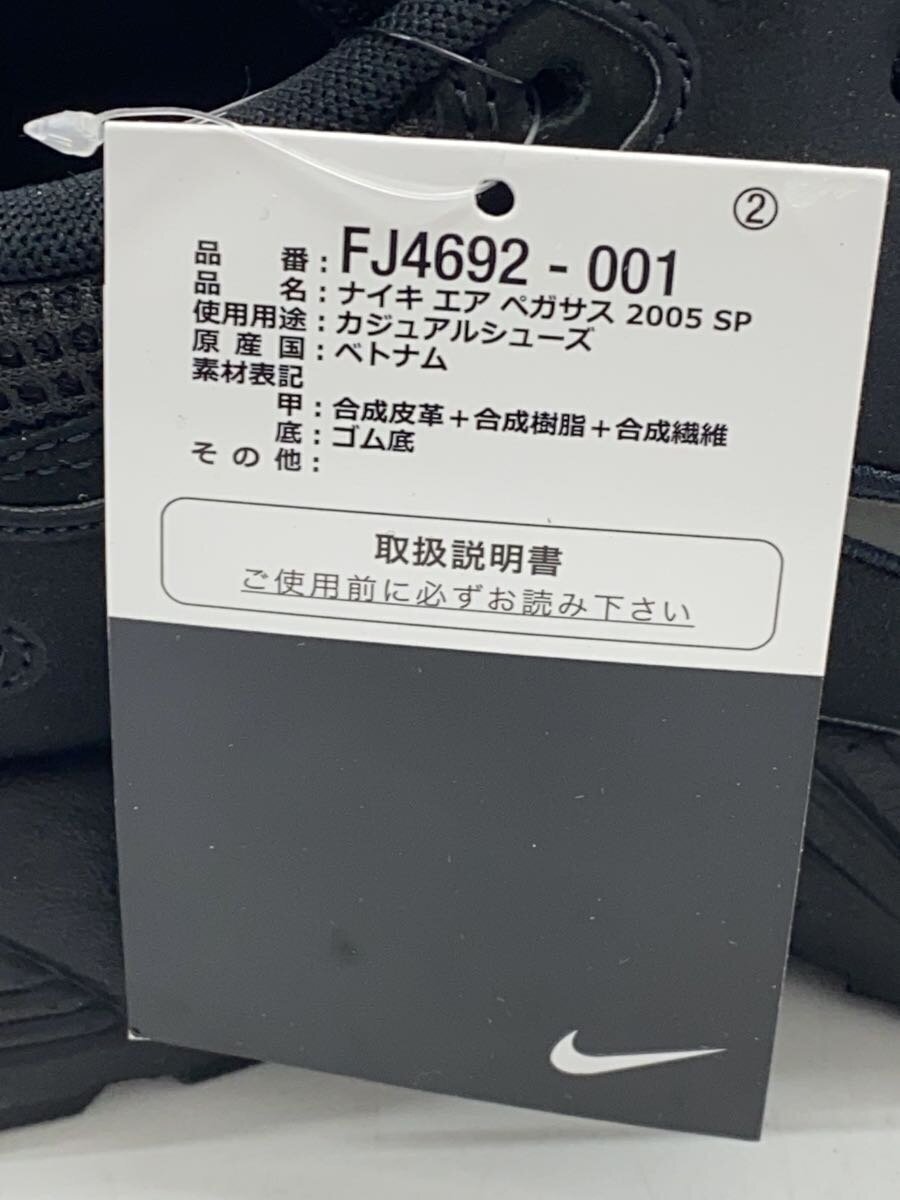 ②
品 番 : FJ4692 - 001
品 名 : ナイキ エア ペガサス 2005 SP
使用用途 : カジュアルシューズ
原産国 : ベトナム
素材表記
甲 : 合成皮革＋合成樹脂＋合成繊維
底 : ゴム底
その他 :
取扱説明書
ご使用前に必ずお読み下さい